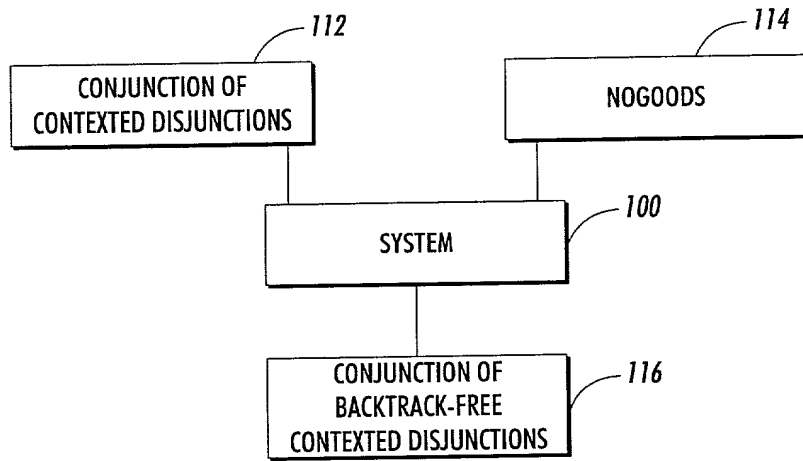 112
CONJUNCTION OF
CONTEXTED DISJUNCTIONS
114
NOGOODS
100
SYSTEM
116
CONJUNCTION OF
BACKTRACK-FREE
CONTEXTED DISJUNCTIONS